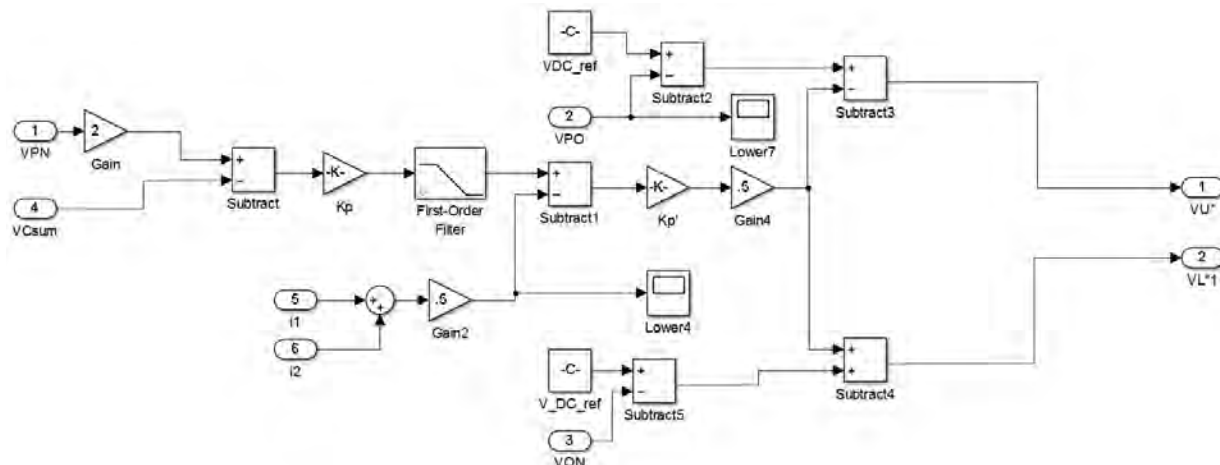 -C-
VDC_ref
+
−
Subtract2
+
−
Subtract3
1
VPN
2
Gain
2
VPO
Lower7
+
−
Subtract
-K-
Kp
First-Order
Filter
+
−
Subtract1
-K-
Kp'
.5
Gain4
1
VU*
4
VCsum
2
VL*1
5
i1
+
+
.5
Gain2
Lower4
6
i2
-C-
V_DC_ref
+
−
Subtract5
+
+
Subtract4
3
VON